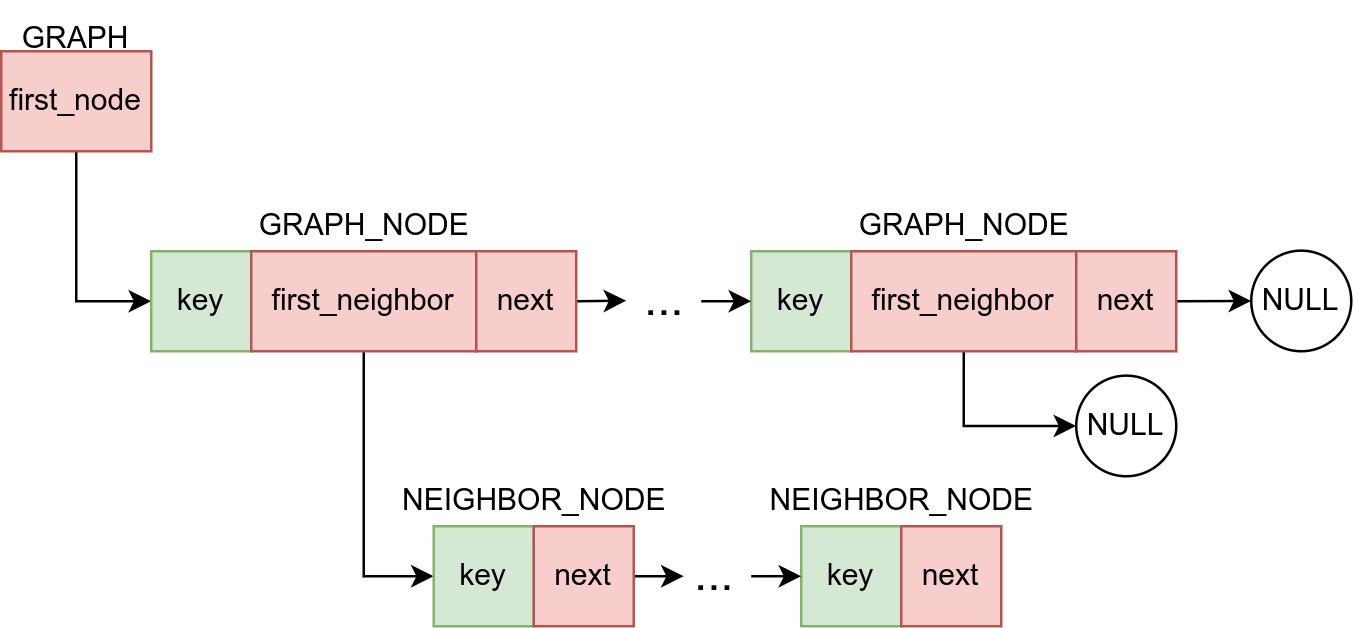 GRAPH
first_node
GRAPH_NODE
GRAPH_NODE
key first_neighbor next ... key first_neighbor next NULL
NULL
NEIGHBOR_NODE NEIGHBOR_NODE
key next ... key next